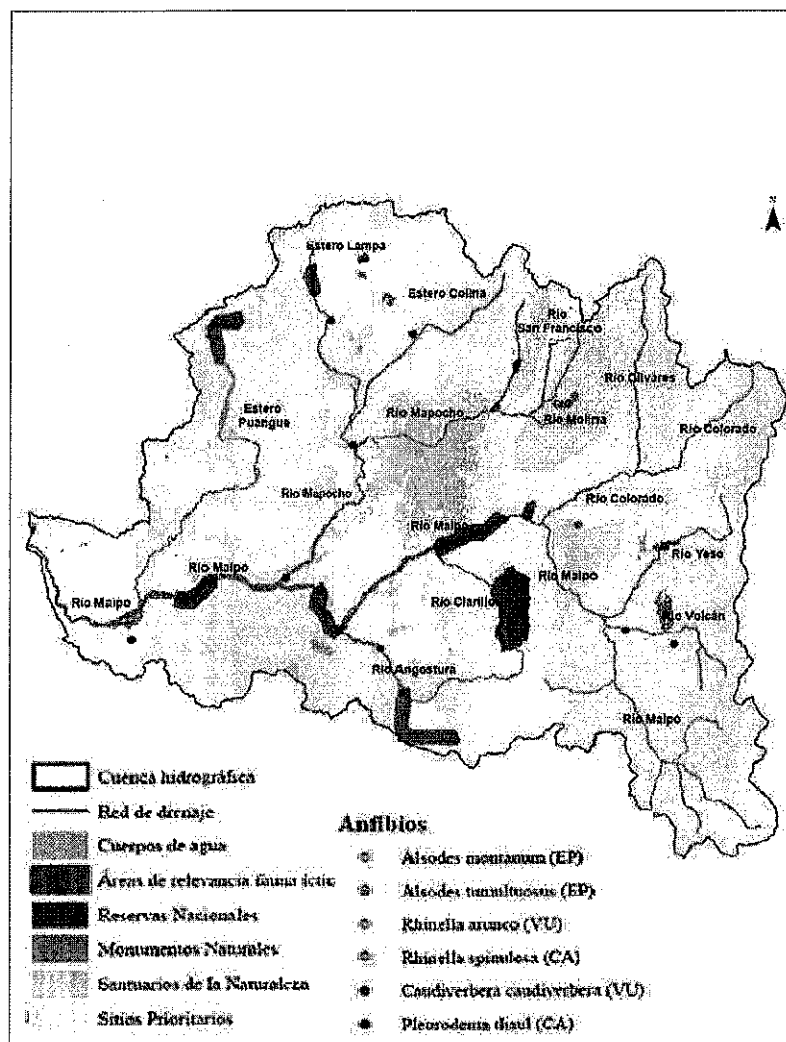 N
Estero Lampa
Estero Colina
Río
San Francisco
Río Olivares
Río Mapocho
Río Molina
Estero
Puangue
Río Colorado
Río Mapocho
Río Colorado
Río Maipo
Río Yeso
Río Maipo
Río Maipo
Río Maipo
Río Clarillo
Río Volcán
Río Angostura
Río Maipo
Cuenca hidrográfica
Red de drenaje
Cuerpos de agua
Áreas de relevancia fauna íctic
Reservas Nacionales
Monumentos Naturales
Santuarios de la Naturaleza
Sitios Prioritarios
Anfibios
Alsodes montanum (EP)
Alsodes tumultuosus (EP)
Rhinella arunco (VU)
Rhinella spinulosa (CA)
Caudiverbera caudiverbera (VU)
Pleurodema thaul (CA)